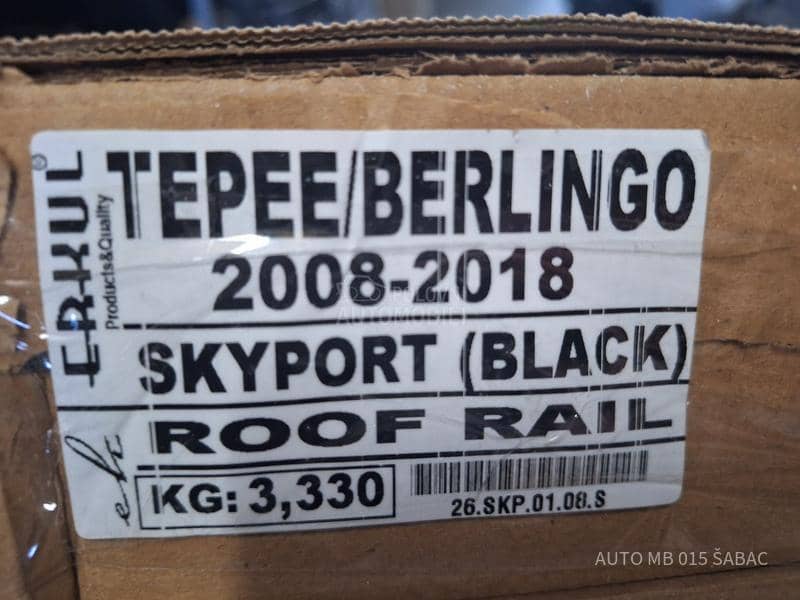 ERKUL
Products&Quality
TEPEE/BERLINGO
2008-2018
SKYPORT (BLACK)
ROOF RAIL
KG: 3,330
26.SKP.01.08.S
AUTOMOBILI
AUTO MB 015 ŠABAC